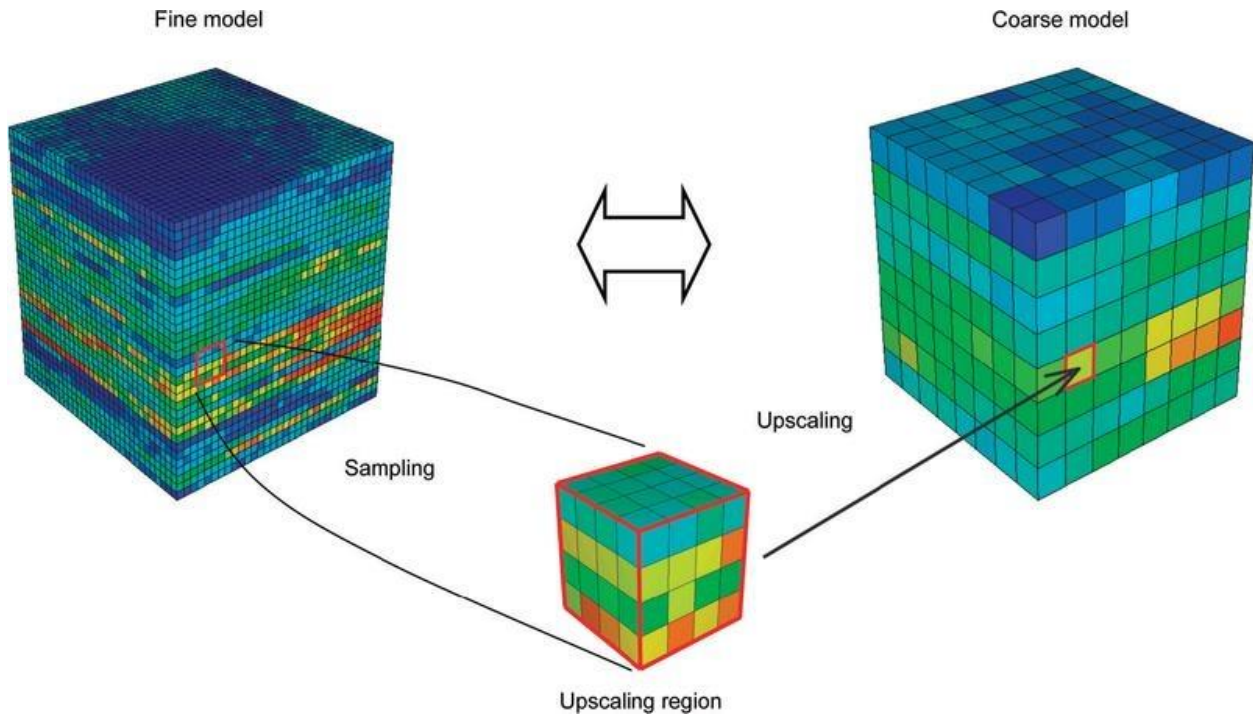 Fine model
Coarse model
Upscaling
Sampling
Upscaling region